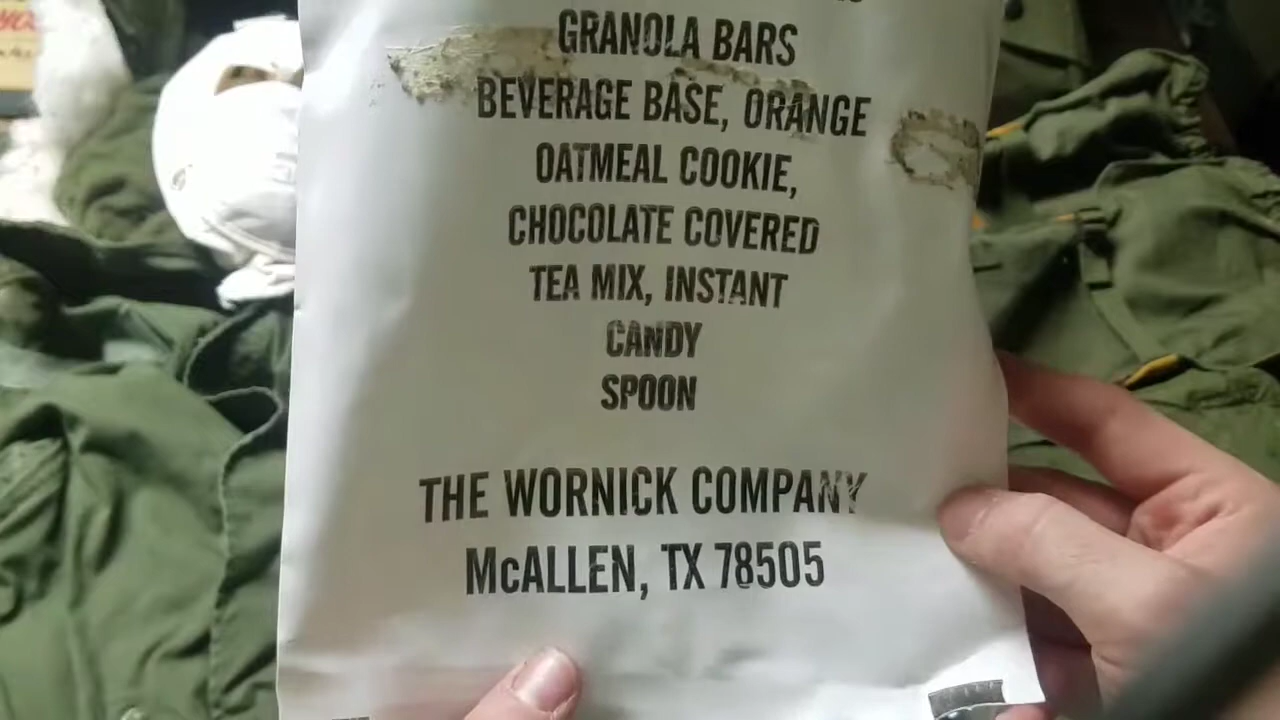 GRANOLA BARS
BEVERAGE BASE, ORANGE
OATMEAL COOKIE,
CHOCOLATE COVERED
TEA MIX, INSTANT
CANDY
SPOON
THE WORNICK COMPANY
McALLEN, TX 78505